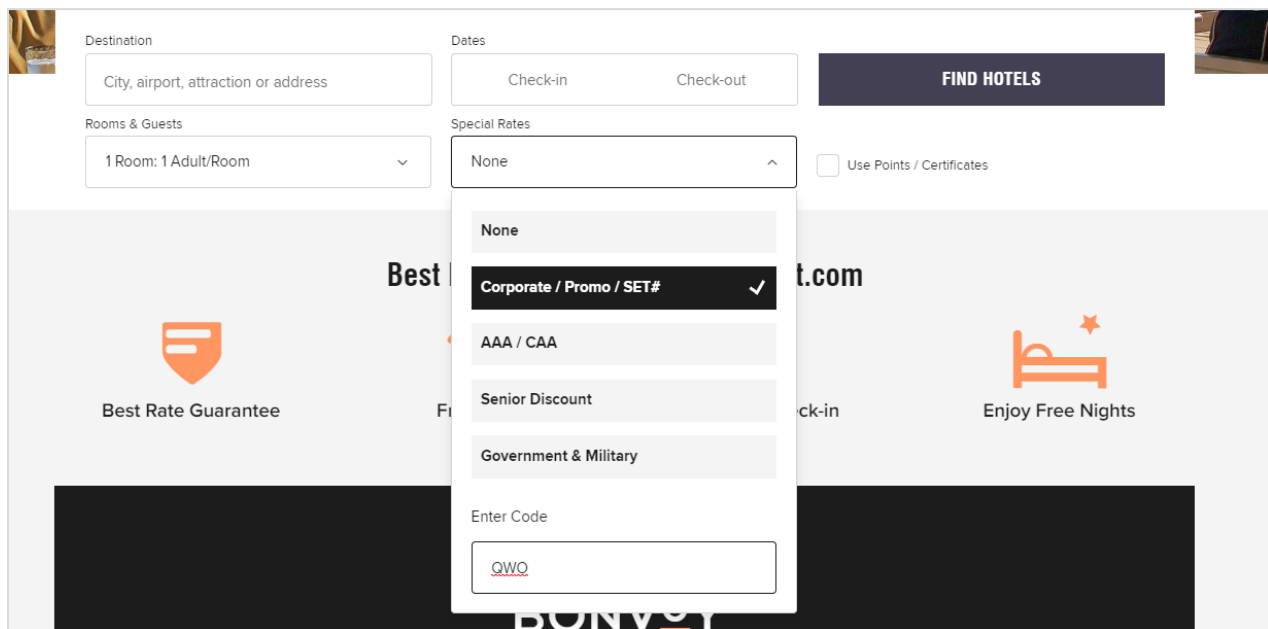 Destination
Dates
City, airport, attraction or address
Check-in
Check-out
FIND HOTELS
Rooms & Guests
Special Rates
1 Room: 1 Adult/Room
None
Use Points / Certificates
None
Best
t.com
Corporate / Promo / SET#
AAA / CAA
Senior Discount
Best Rate Guarantee
ck-in
Enjoy Free Nights
Government & Military
Enter Code
QWO
BONVOY